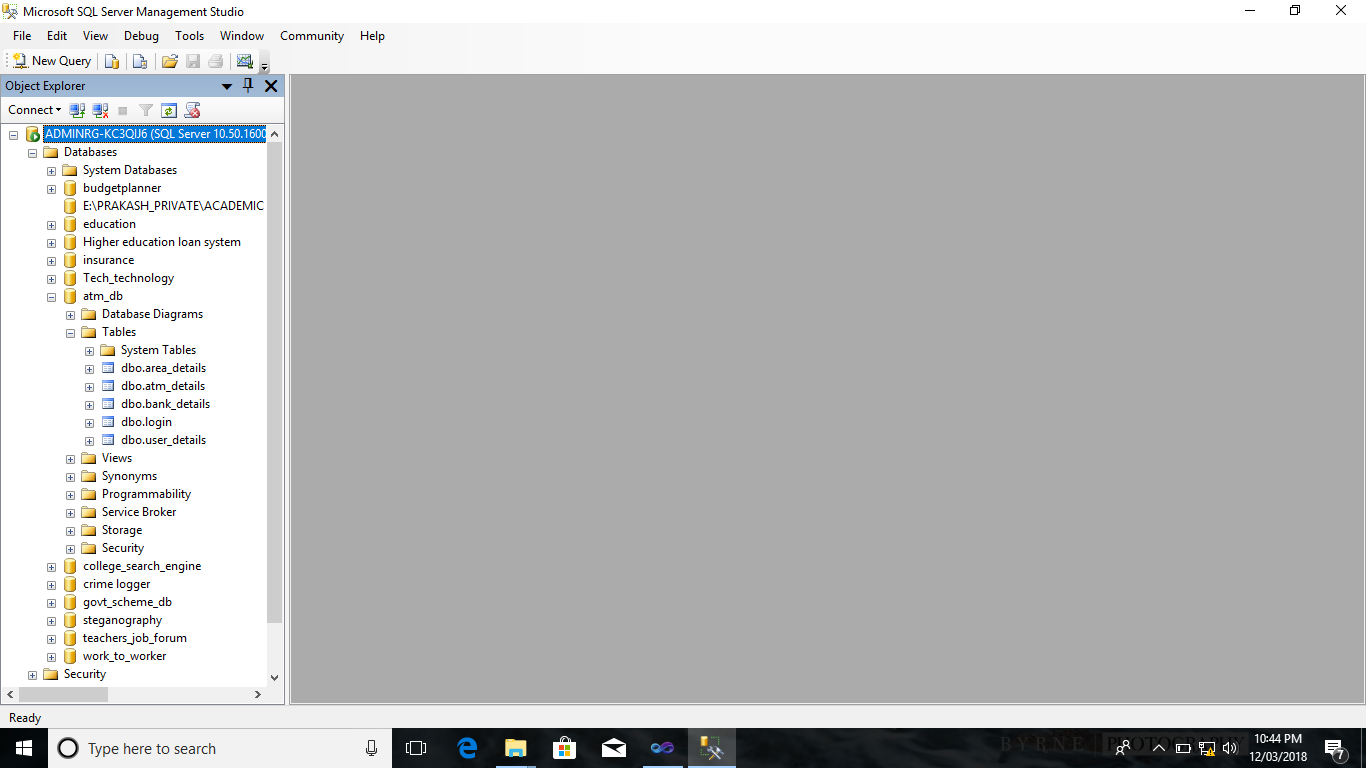 Microsoft SQL Server Management Studio
File Edit View Debug Tools Window Community Help
New Query
Object Explorer
Connect
ADMINRG-KC3QIJ6 (SQL Server 10.50.1600
Databases
System Databases
budgetplanner
E:\PRAKASH_PRIVATE\ACADEMIC
education
Higher education loan system
insurance
Tech_technology
atm_db
Database Diagrams
Tables
System Tables
dbo.area_details
dbo.atm_details
dbo.bank_details
dbo.login
dbo.user_details
Views
Synonyms
Programmability
Service Broker
Storage
Security
college_search_engine
crime logger
govt_scheme_db
steganography
teachers_job_forum
work_to_worker
Security
Ready
Type here to search
BYRNE PHOTOGRAPHY
10:44 PM
12/03/2018
7